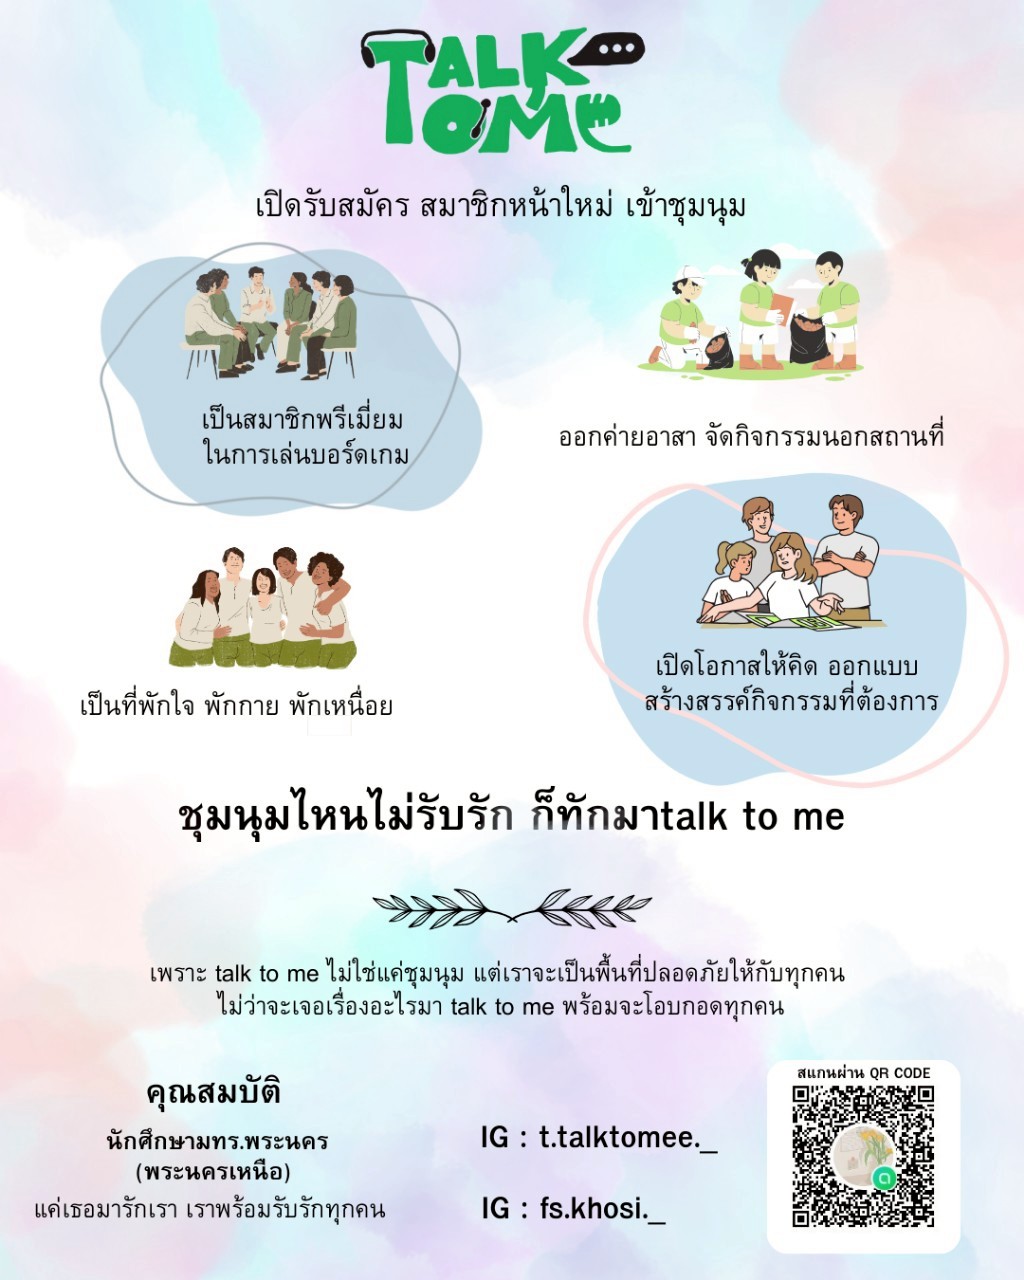 TALK
TO ME
เปิดรับสมัคร สมาชิกหน้าใหม่ เข้าชุมนุม
เป็นสมาชิกพรีเมี่ยม
ในการเล่นบอร์ดเกม
ออกค่ายอาสา จัดกิจกรรมนอกสถานที่
เป็นที่พักใจ พักกาย พักเหนื่อย
เปิดโอกาสให้คิด ออกแบบ
สร้างสรรค์กิจกรรมที่ต้องการ
ชุมนุมไหนไม่รับรัก ก็ทักมาtalk to me
เพราะ talk to me ไม่ใช่แค่ชุมนุม แต่เราจะเป็นพื้นที่ปลอดภัยให้กับทุกคน
ไม่ว่าจะเจอเรื่องอะไรมา talk to me พร้อมจะโอบกอดทุกคน
คุณสมบัติ
นักศึกษามทร.พระนคร
(พระนครเหนือ)
แค่เธอมารักเรา เราพร้อมรับรักทุกคน
IG : t.talktomee._
IG : fs.khosi._
สแกนผ่าน QR CODE